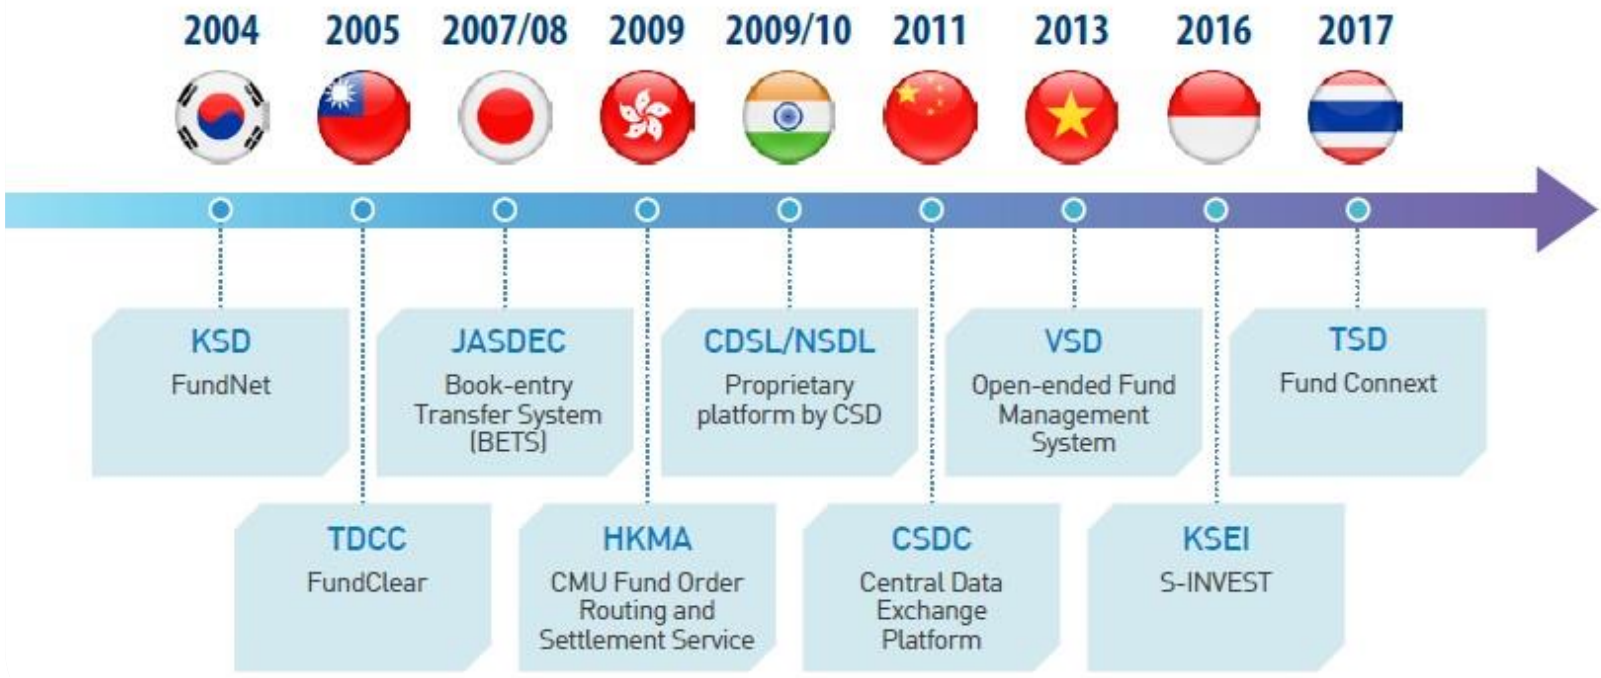 2004
2005
2007/08
2009
2009/10
2011
2013
2016
2017
KSD
FundNet
JASDEC
Book-entry
Transfer System
(BETS)
CDSL/NSDL
Proprietary
platform by CSD
VSD
Open-ended Fund
Management
System
TSD
Fund Connext
TDCC
FundClear
HKMA
CMU Fund Order
Routing and
Settlement Service
CSDC
Central Data
Exchange
Platform
KSEI
S-INVEST